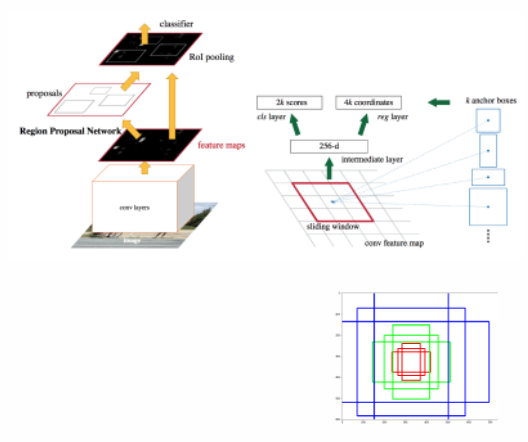 classifier
RoI pooling
proposals
Region Proposal Network
feature maps
conv layers
image
2k scores
4k coordinates
k anchor boxes
cls layer
reg layer
256-d
intermediate layer
sliding window
conv feature map